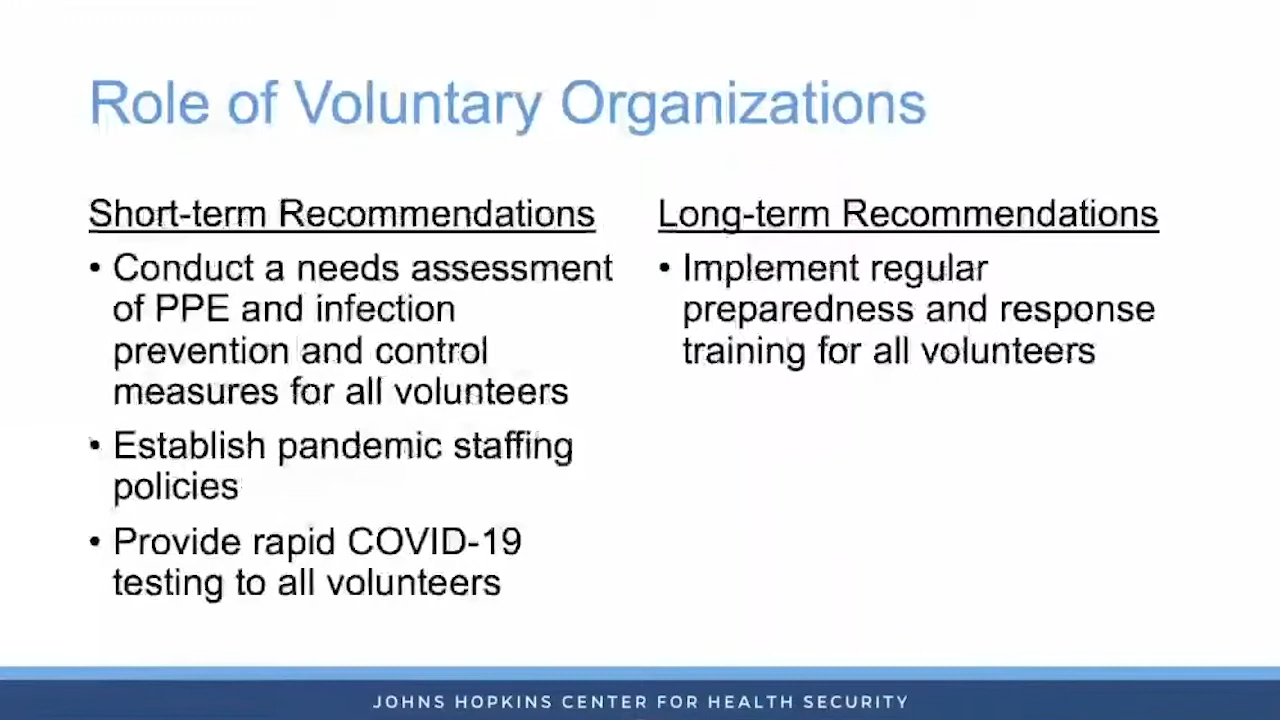 Role of Voluntary Organizations
Short-term Recommendations
• Conduct a needs assessment
of PPE and infection
prevention and control
measures for all volunteers
• Establish pandemic staffing
policies
• Provide rapid COVID-19
testing to all volunteers
Long-term Recommendations
• Implement regular
preparedness and response
training for all volunteers
JOHNS HOPKINS CENTER FOR HEALTH SECURITY